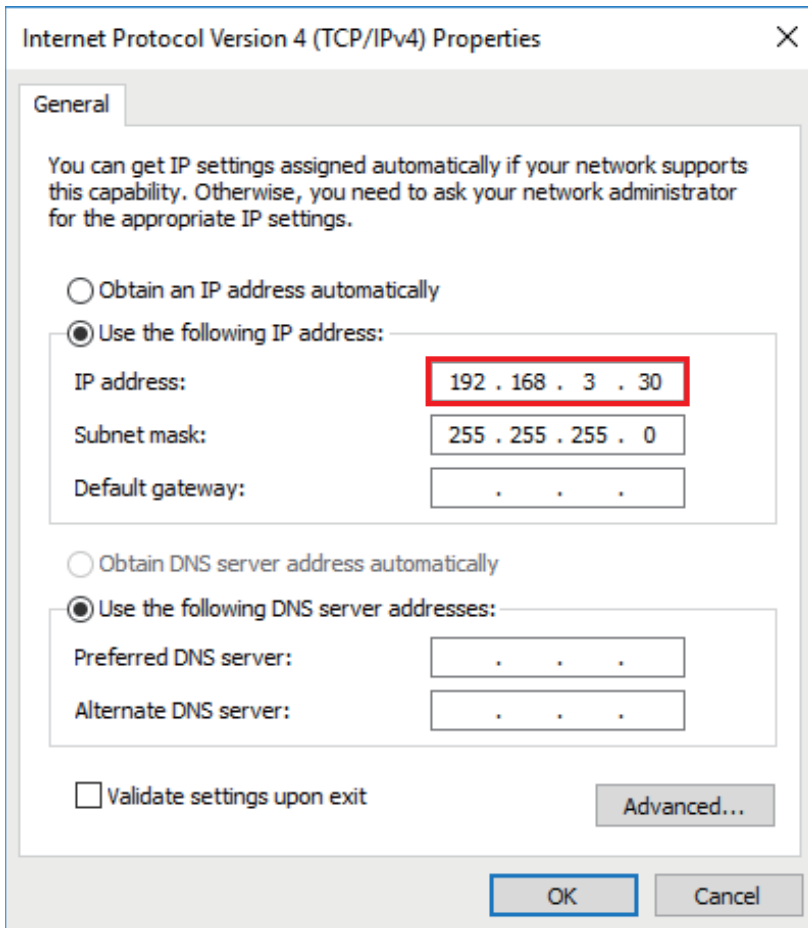 Internet Protocol Version 4 (TCP/IPv4) Properties
General
You can get IP settings assigned automatically if your network supports
this capability. Otherwise, you need to ask your network administrator
for the appropriate IP settings.
Obtain an IP address automatically
Use the following IP address:
IP address: 192 . 168 . 3 . 30
Subnet mask: 255 . 255 . 255 . 0
Default gateway: . . .
Obtain DNS server address automatically
Use the following DNS server addresses:
Preferred DNS server: . . .
Alternate DNS server: . . .
Validate settings upon exit
Advanced...
OK Cancel